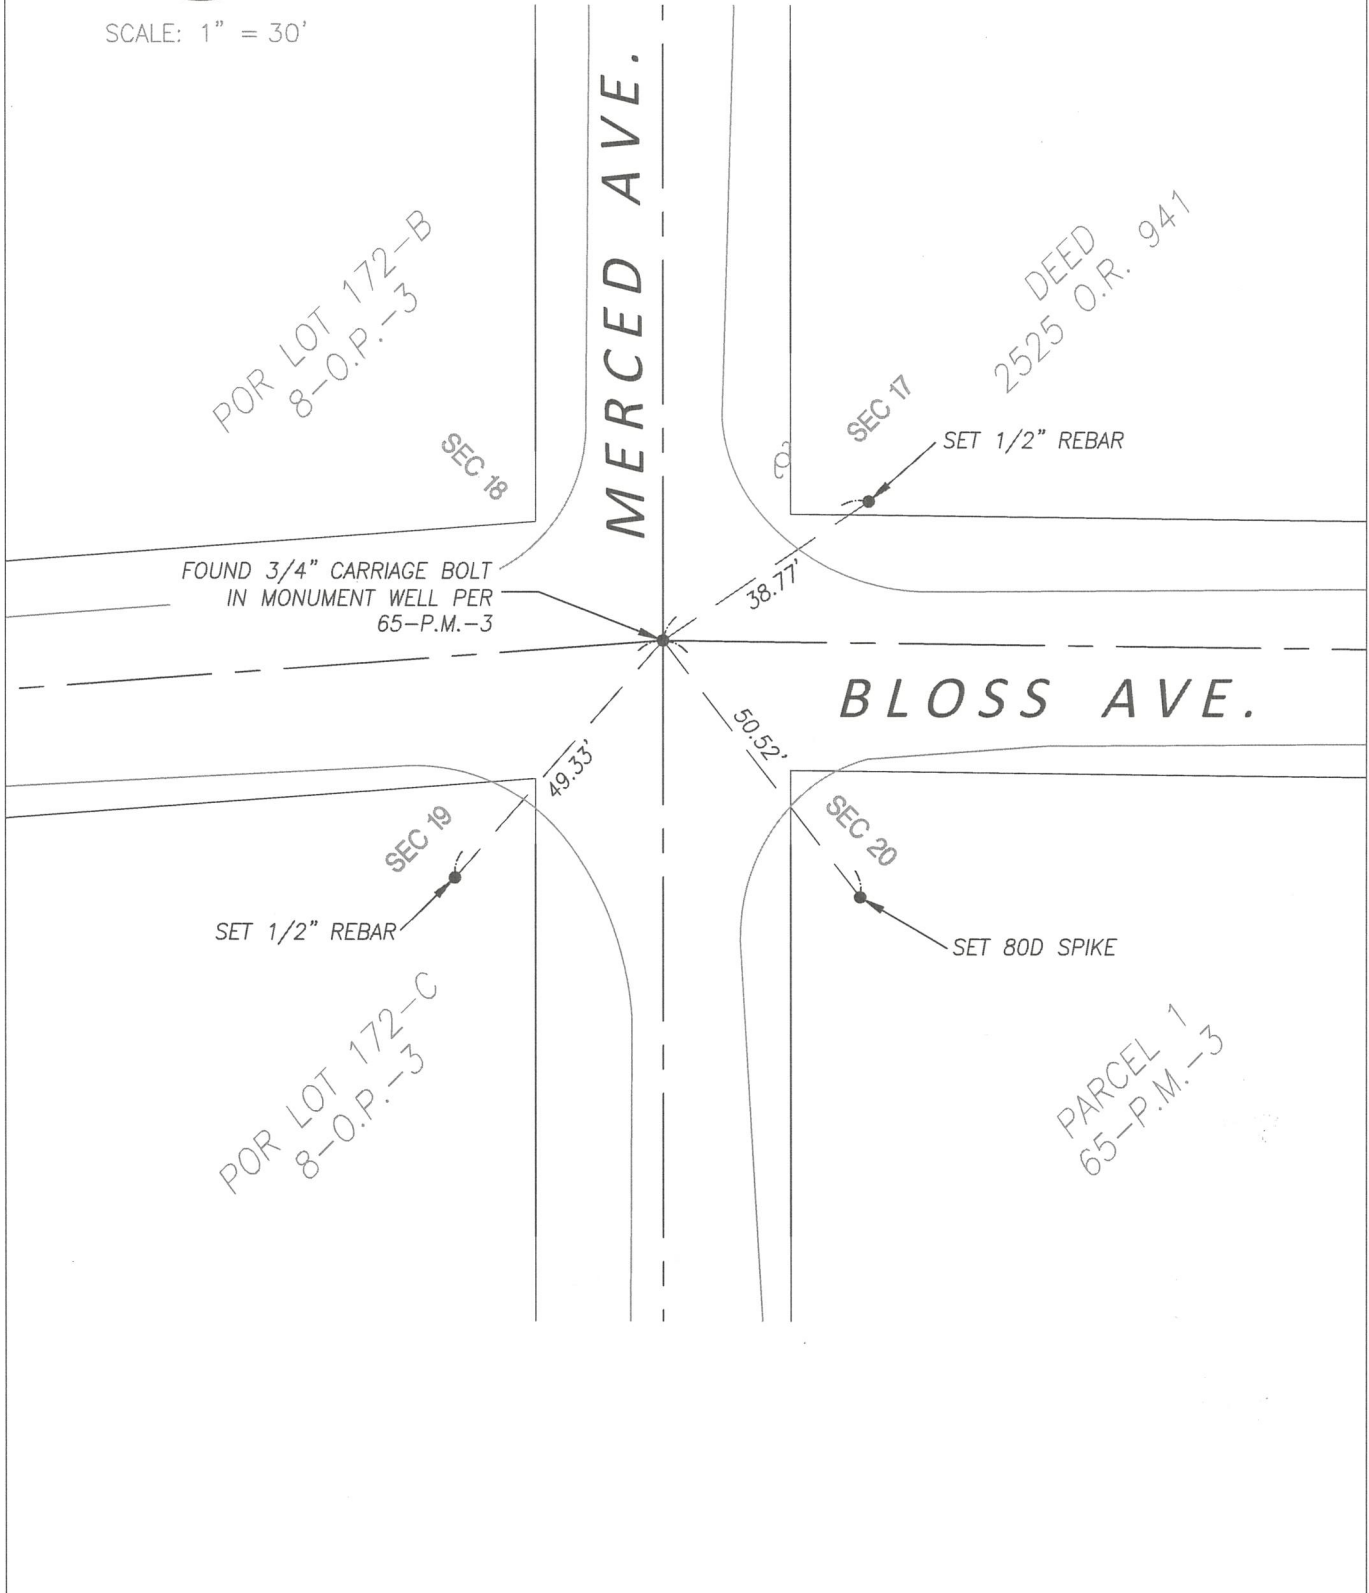 SCALE: 1" = 30'
MERCED AVE.
POR LOT 172-B
8-O.P.-3
DEED
2525 O.R. 941
SEC 18
SEC 17
SET 1/2" REBAR
FOUND 3/4" CARRIAGE BOLT
IN MONUMENT WELL PER
65-P.M.-3
38.77'
BLOSS AVE.
49.33'
50.52'
SEC 19
SEC 20
SET 1/2" REBAR
SET 80D SPIKE
POR LOT 172-C
8-O.P.-3
PARCEL 1
65-P.M.-3